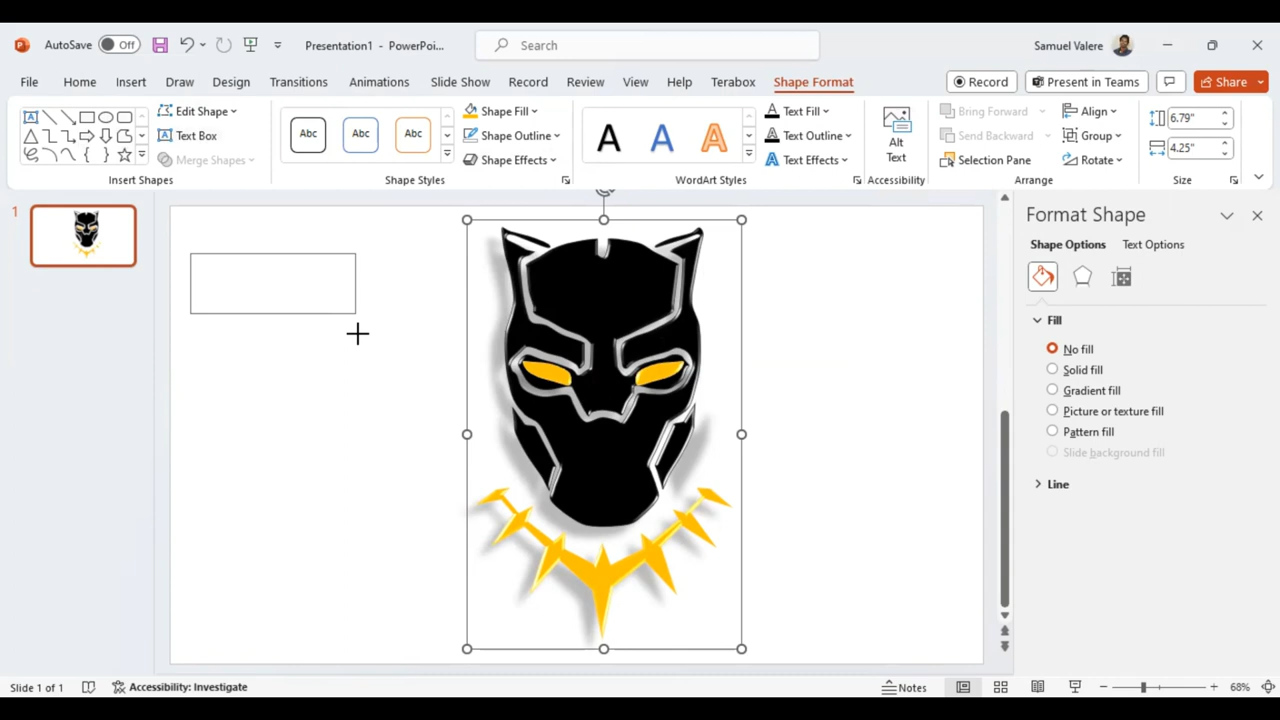 AutoSave Off Presentation1 - PowerPoi... Search Samuel Valere
File Home Insert Draw Design Transitions Animations Slide Show Record Review View Help Terabox Shape Format Record Present in Teams Share
Edit Shape Text Box Merge Shapes
Insert Shapes
Abc Abc Abc
Shape Fill Shape Outline Shape Effects
Shape Styles
A A A
Text Fill Text Outline Text Effects
WordArt Styles
Alt Text
Accessibility
Bring Forward Send Backward Selection Pane Align Group Rotate
Arrange
6.79"
4.25"
Size
1
Format Shape
Shape Options Text Options
Fill
No fill
Solid fill
Gradient fill
Picture or texture fill
Pattern fill
Slide background fill
Line
Slide 1 of 1 Accessibility: Investigate Notes 68%